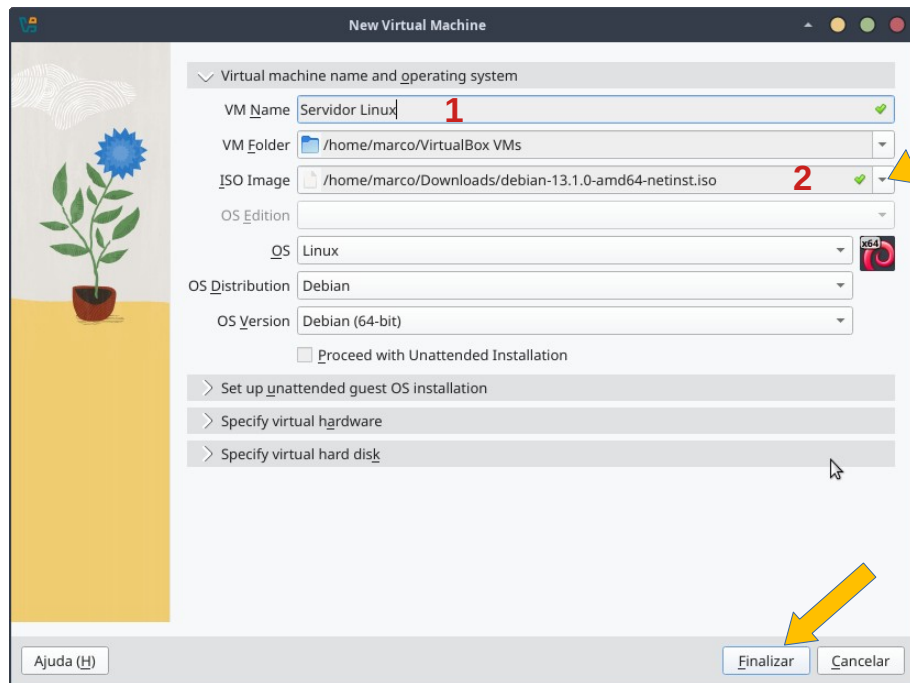 New Virtual Machine
Virtual machine name and operating system
VM Name Servidor Linux 1
VM Folder /home/marco/VirtualBox VMs
ISO Image /home/marco/Downloads/debian-13.1.0-amd64-netinst.iso 2
OS Edition
OS Linux x64
OS Distribution Debian
OS Version Debian (64-bit)
Proceed with Unattended Installation
Set up unattended guest OS installation
Specify virtual hardware
Specify virtual hard disk
Ajuda (H) Finalizar Cancelar